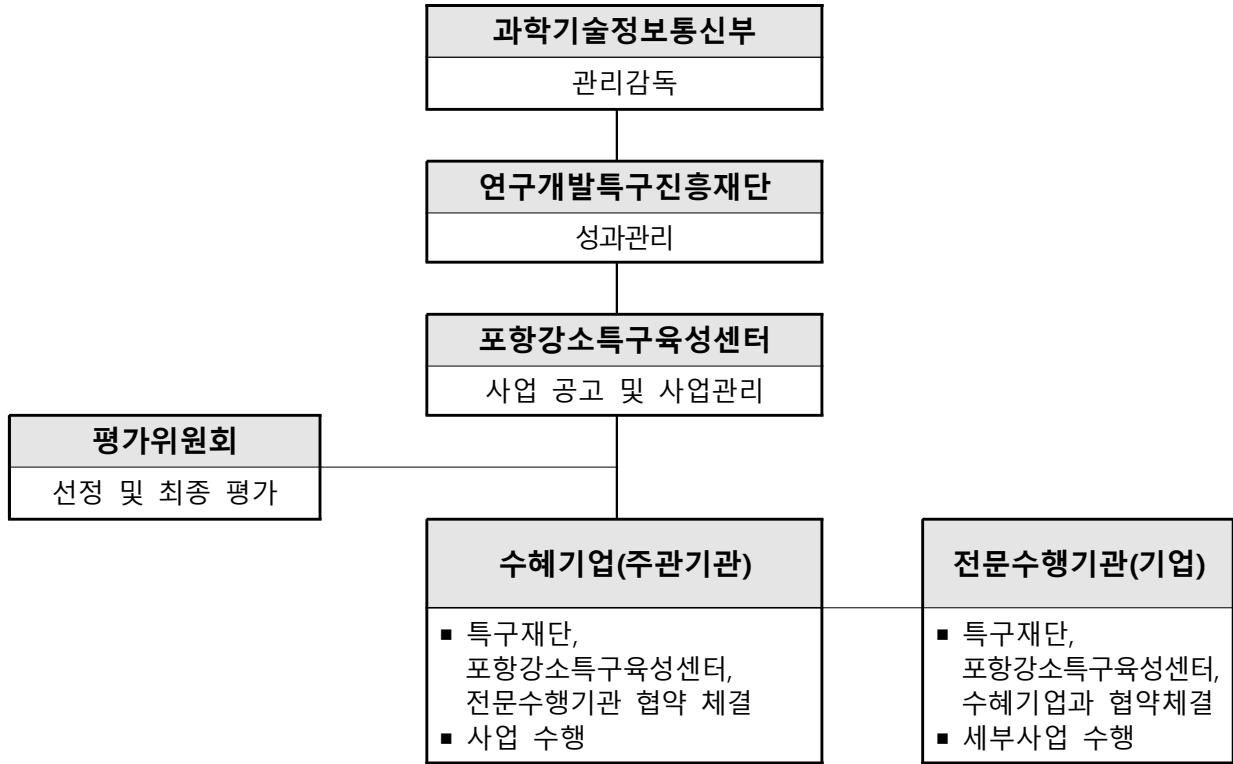 과학기술정보통신부
관리감독
연구개발특구진흥재단
성과관리
포항강소특구육성센터
사업 공고 및 사업관리
평가위원회
선정 및 최종 평가
수혜기업(주관기관)
■ 특구재단,
포항강소특구육성센터,
전문수행기관 협약 체결
■ 사업 수행
전문수행기관(기업)
■ 특구재단,
포항강소특구육성센터,
수혜기업과 협약체결
■ 세부사업 수행